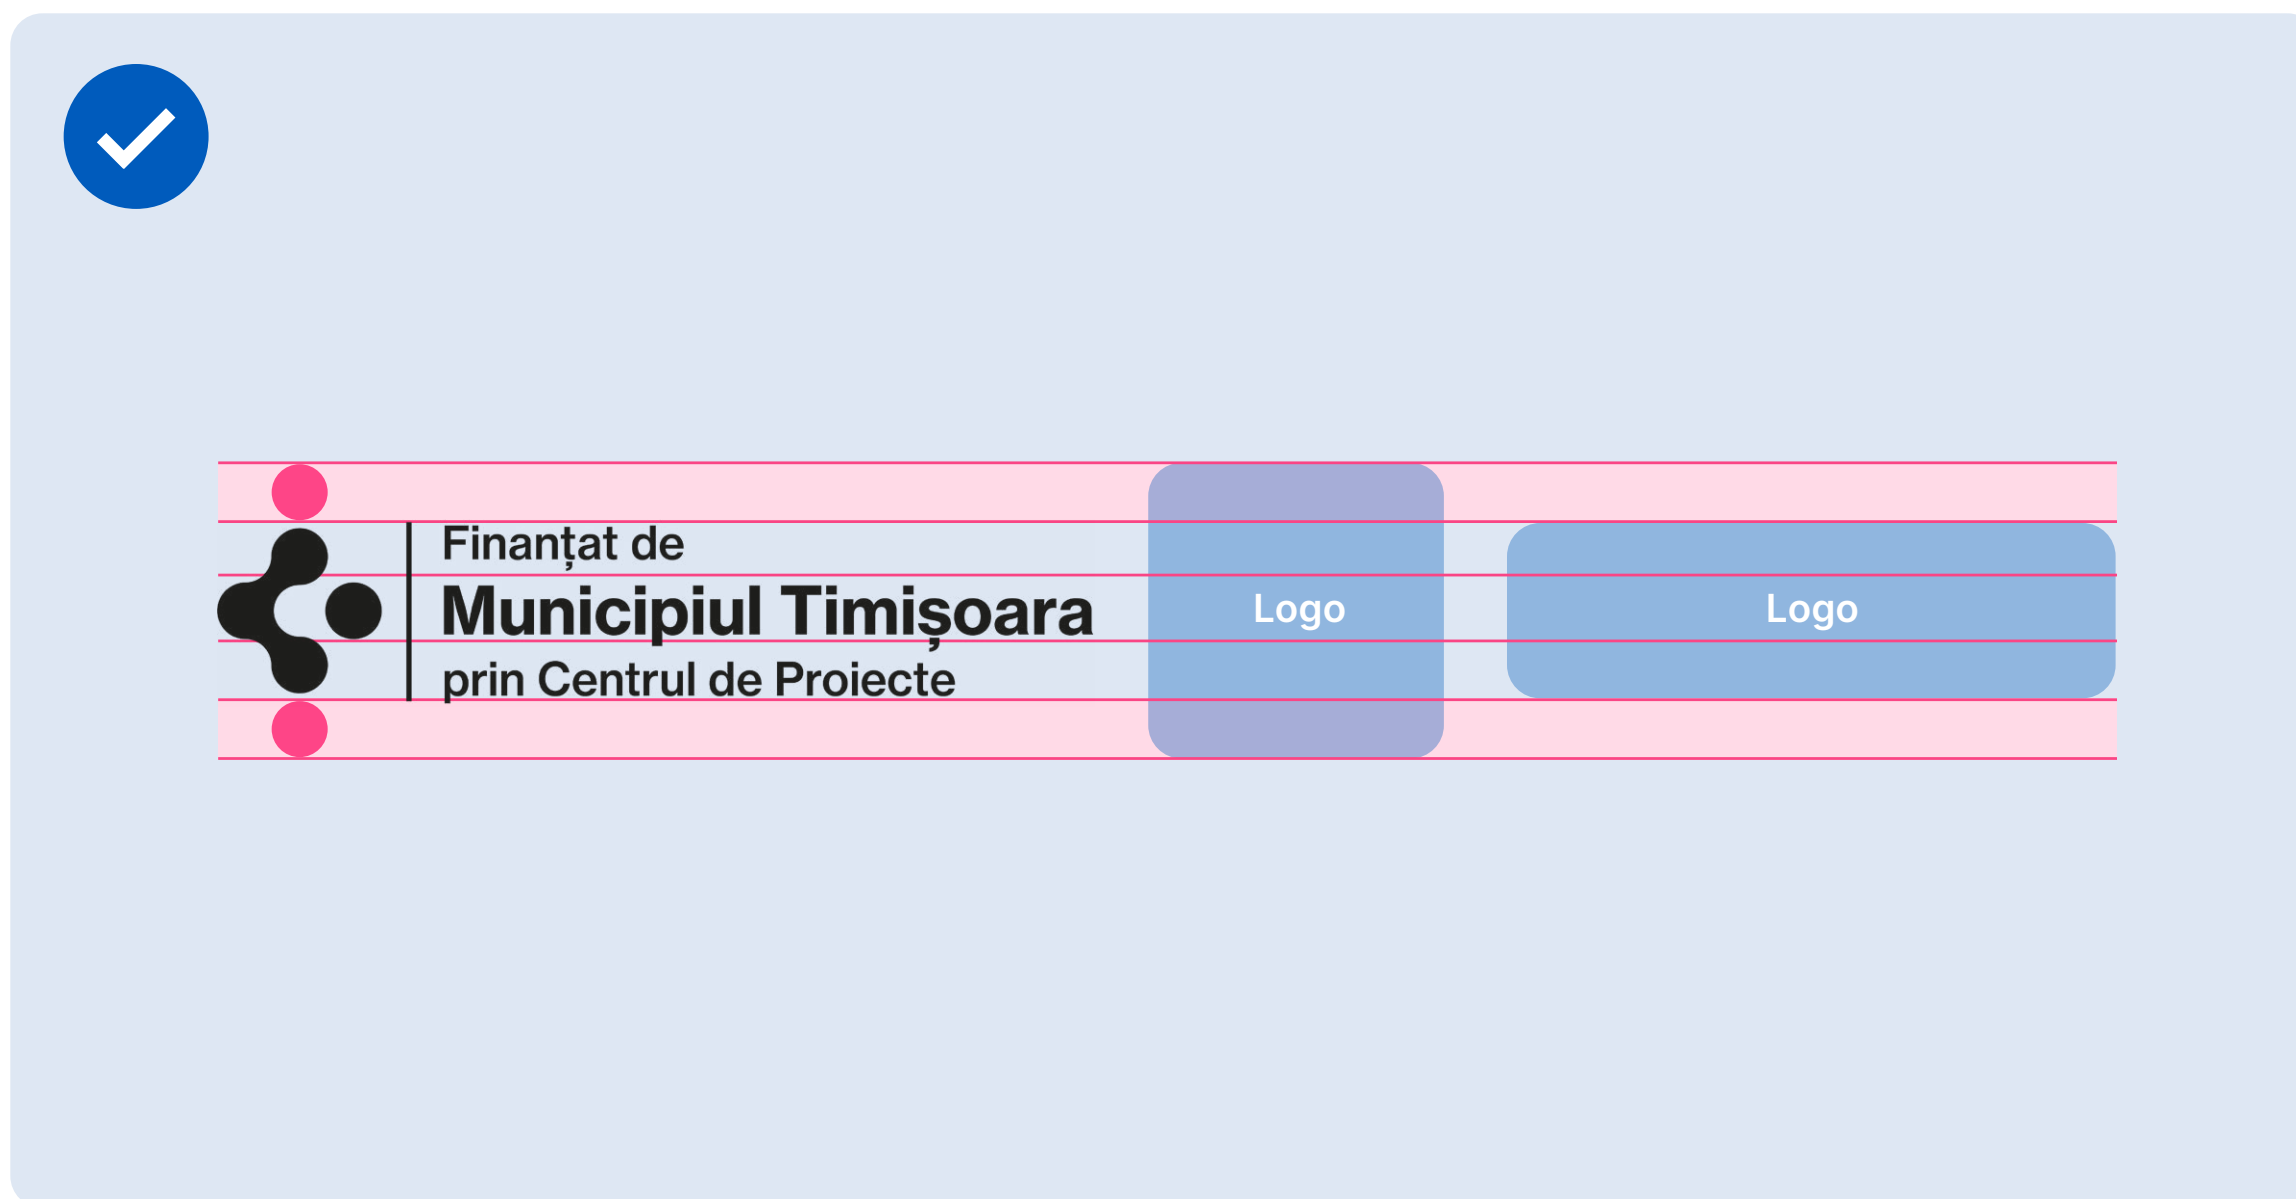 Finanțat de
Municipiul Timișoara
prin Centrul de Proiecte
Logo
Logo